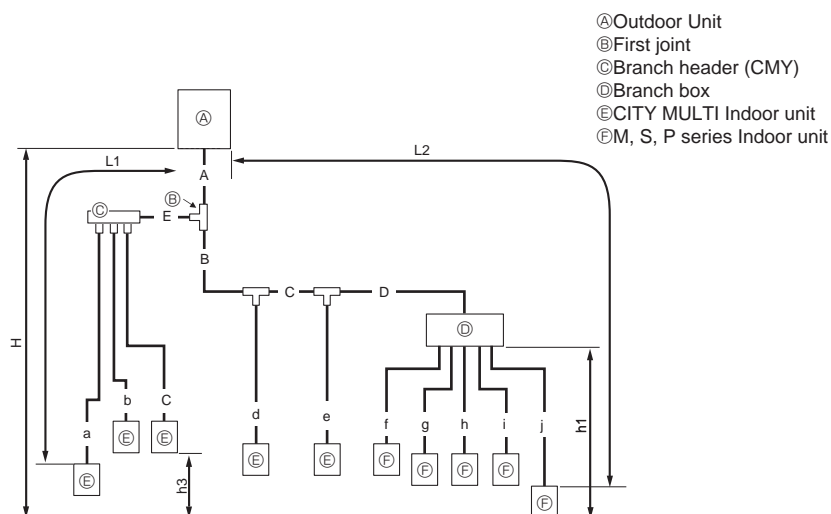 ⒶOutdoor Unit
ⒷFirst joint
ⒸBranch header (CMY)
ⒹBranch box
ⒺCITY MULTI Indoor unit
ⒻM, S, P series Indoor unit
Ⓐ
L1
L2
A
Ⓑ
Ⓒ
E
B
C
D
Ⓓ
H
a
b
C
d
e
f
g
h
i
j
h1
Ⓔ
Ⓔ
Ⓔ
Ⓔ
Ⓔ
Ⓕ
Ⓕ
Ⓕ
Ⓕ
Ⓕ
h3